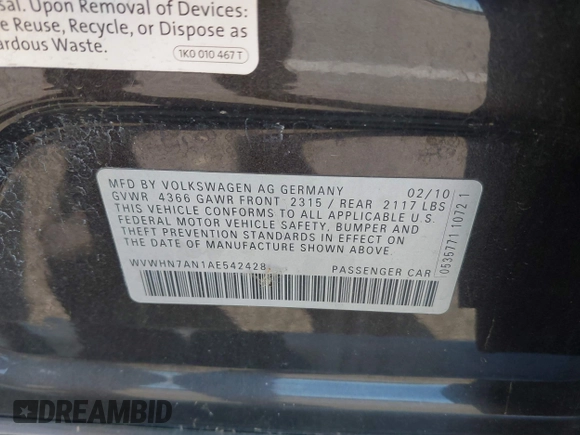 sal. Upon Removal of Devices:
e Reuse, Recycle, or Dispose as
ardous Waste.
1K0 010 467 T
MFD BY VOLKSWAGEN AG GERMANY 02/10
GVWR 4366 GAWR FRONT 2315 / REAR 2117 LBS
THIS VEHICLE CONFORMS TO ALL APPLICABLE U.S.
FEDERAL MOTOR VEHICLE SAFETY, BUMPER AND
THEFT PREVENTION STANDARDS IN EFFECT ON
THE DATE OF MANUFACTURE SHOWN ABOVE.
WVWHN7AN1AE542428 PASSENGER CAR
0535771 1072 1
DREAMBID